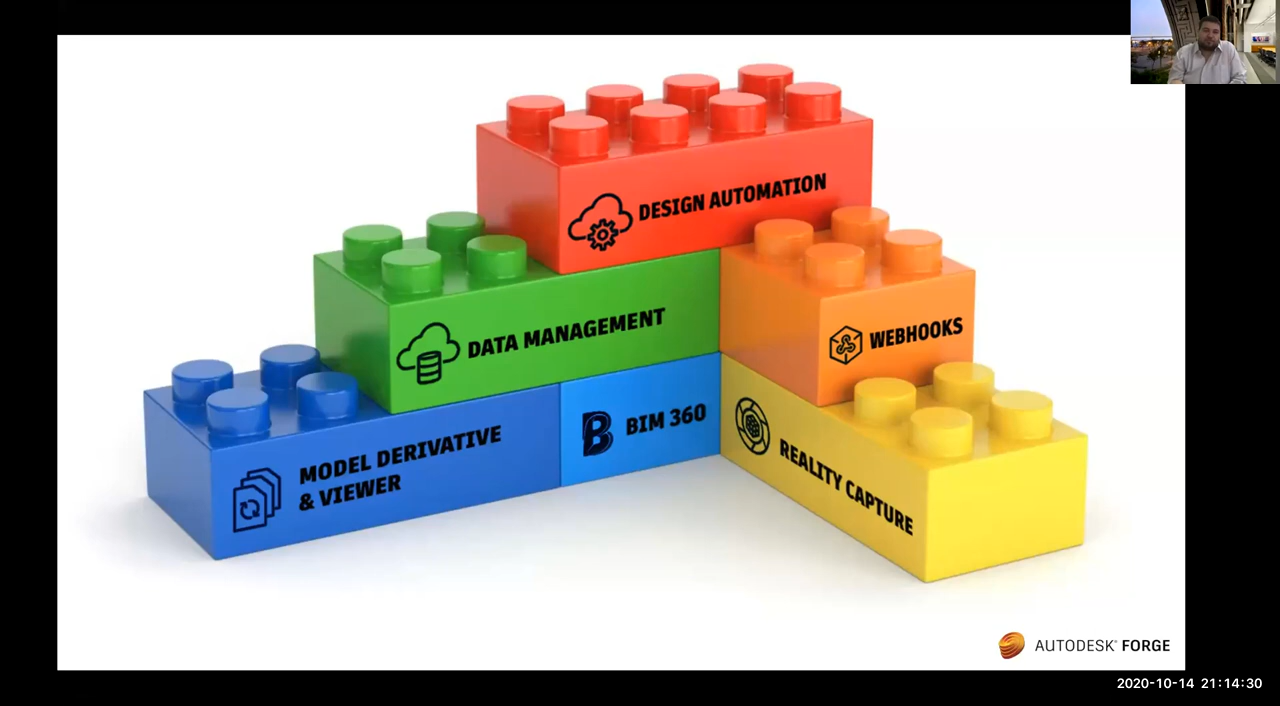 DESIGN AUTOMATION
DATA MANAGEMENT
WEBHOOKS
MODEL DERIVATIVE
& VIEWER
BIM 360
REALITY CAPTURE
AUTODESK® FORGE
2020-10-14 21:14:30